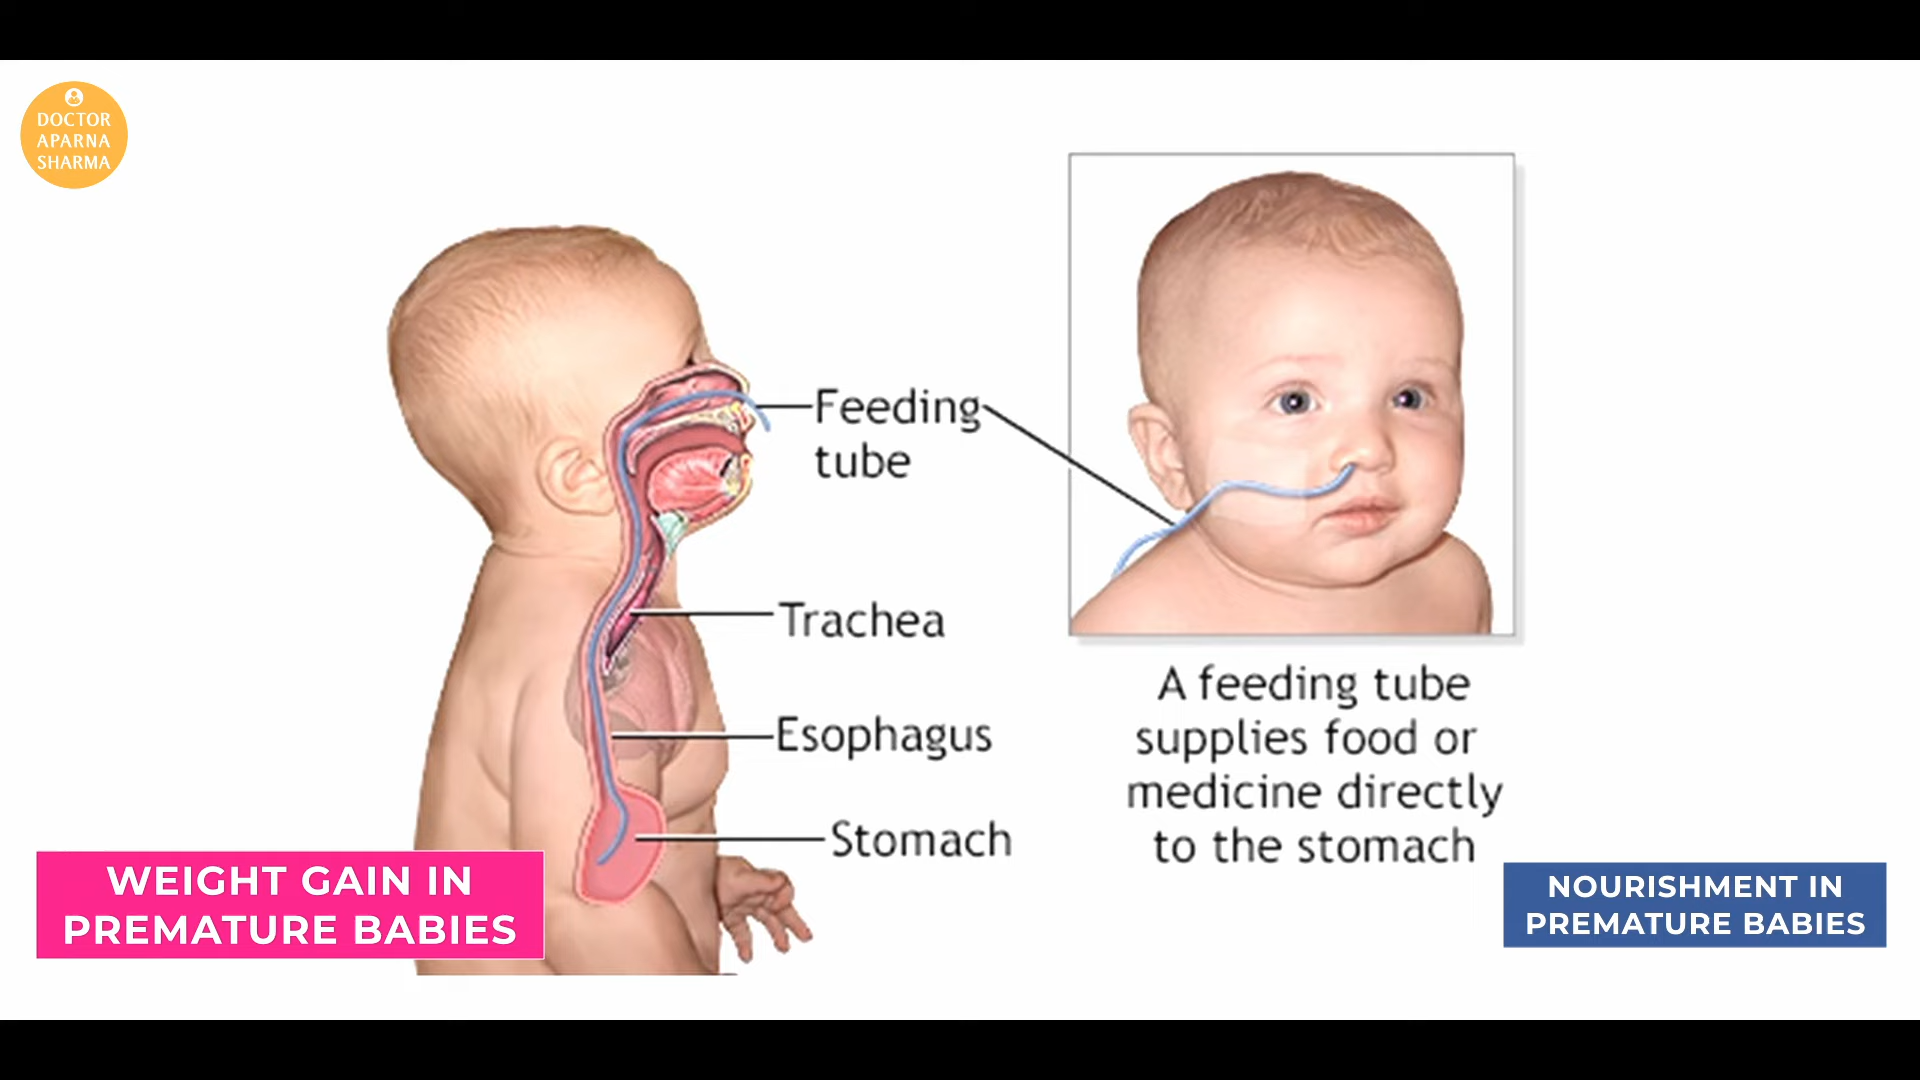 DOCTOR
APARNA
SHARMA
Feeding
tube
Trachea
Esophagus
Stomach
A feeding tube
supplies food or
medicine directly
to the stomach
WEIGHT GAIN IN
PREMATURE BABIES
NOURISHMENT IN
PREMATURE BABIES